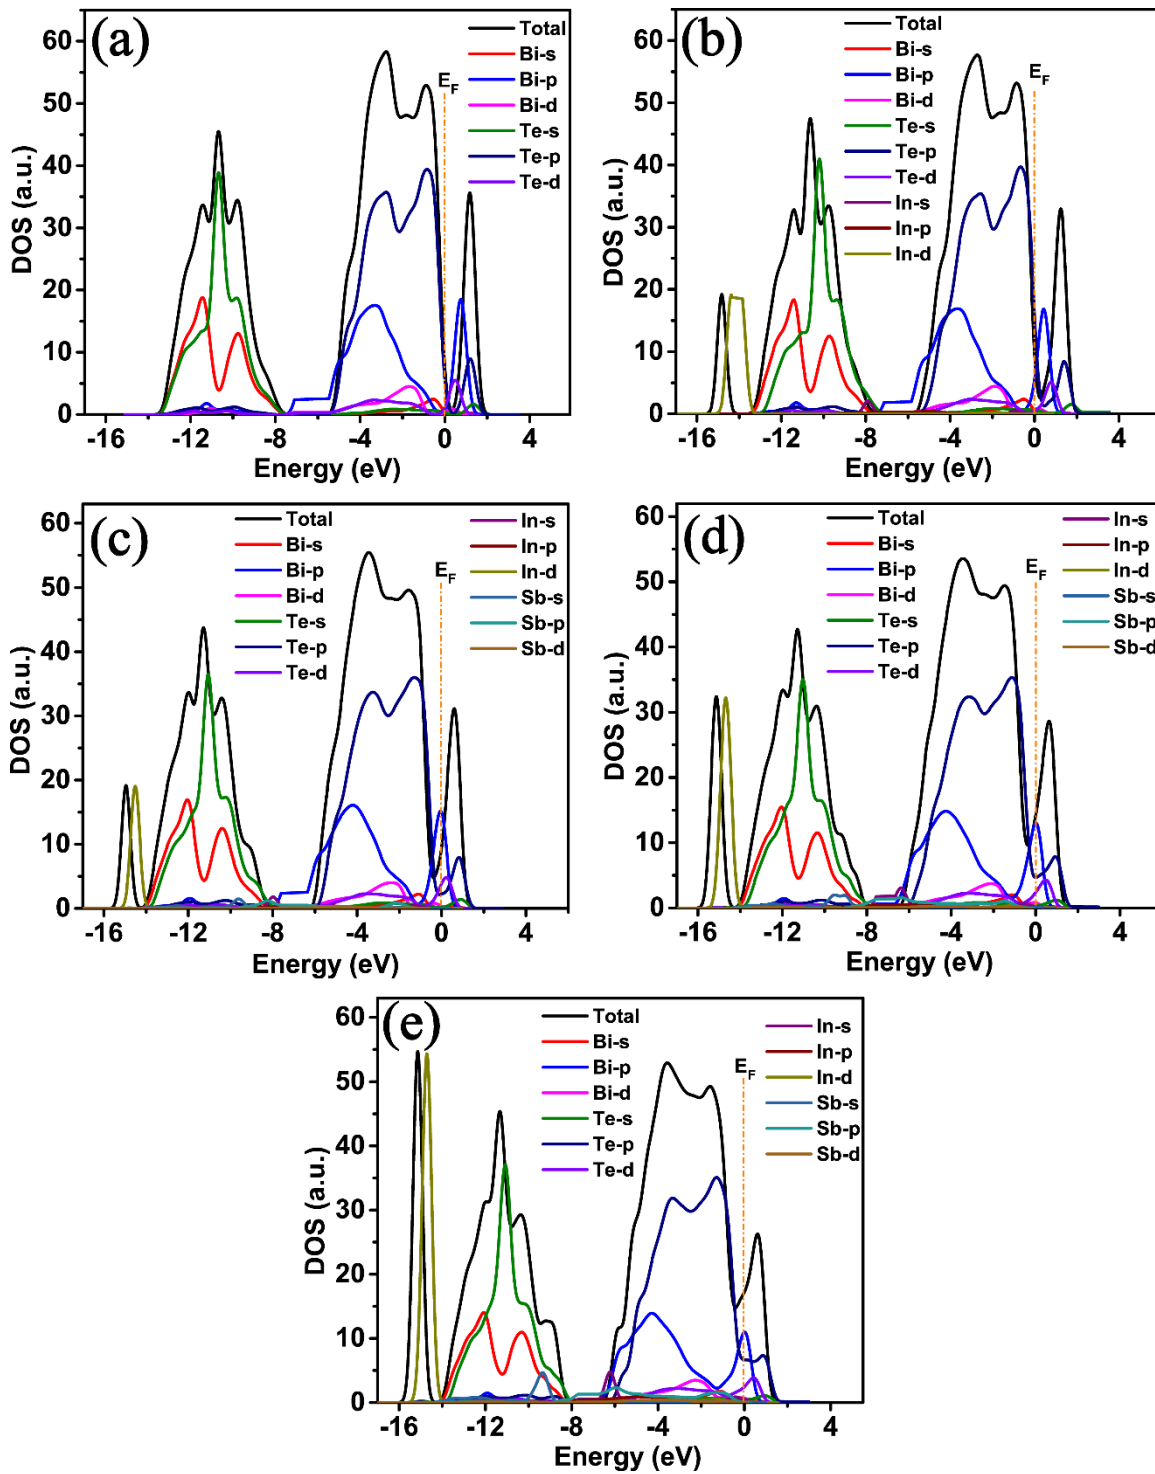 (a)
Total
Bi-s
Bi-p
Bi-d
Te-s
Te-p
Te-d
E_F
DOS (a.u.)
60
50
40
30
20
10
0
-16 -12 -8 -4 0 4
Energy (eV)
(b)
Total
Bi-s
Bi-p
Bi-d
Te-s
Te-p
Te-d
In-s
In-p
In-d
E_F
DOS (a.u.)
60
50
40
30
20
10
0
-16 -12 -8 -4 0 4
Energy (eV)
(c)
Total
Bi-s
Bi-p
Bi-d
Te-s
Te-p
Te-d
In-s
In-p
In-d
Sb-s
Sb-p
Sb-d
E_F
DOS (a.u.)
60
50
40
30
20
10
0
-16 -12 -8 -4 0 4
Energy (eV)
(d)
Total
Bi-s
Bi-p
Bi-d
Te-s
Te-p
Te-d
In-s
In-p
In-d
Sb-s
Sb-p
Sb-d
E_F
DOS (a.u.)
60
50
40
30
20
10
0
-16 -12 -8 -4 0 4
Energy (eV)
(e)
Total
Bi-s
Bi-p
Bi-d
Te-s
Te-p
Te-d
In-s
In-p
In-d
Sb-s
Sb-p
Sb-d
E_F
DOS (a.u.)
60
50
40
30
20
10
0
-16 -12 -8 -4 0 4
Energy (eV)